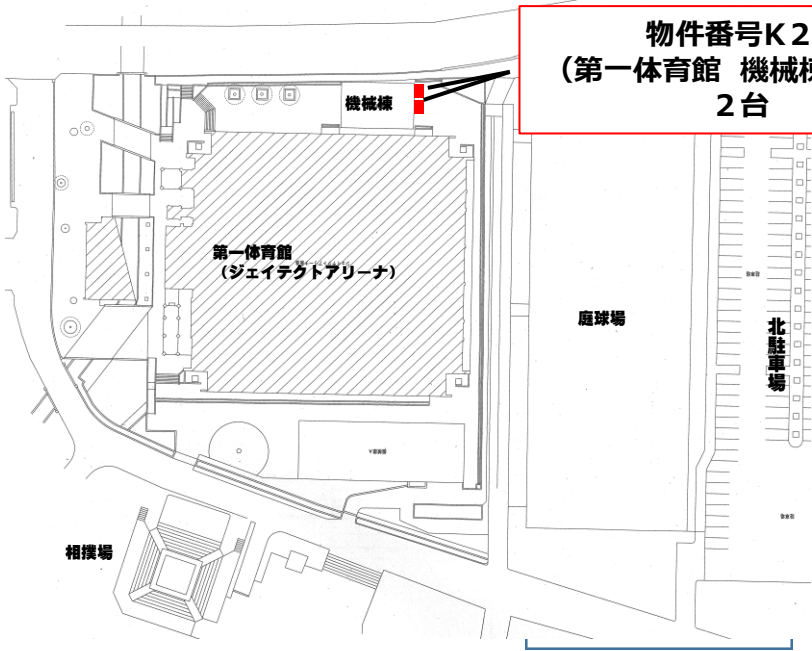 物件番号K2
（第一体育館 機械棟
2台
機械棟
第一体育館
（ジェイテクトアリーナ）
庭球場
北駐車場
相撲場